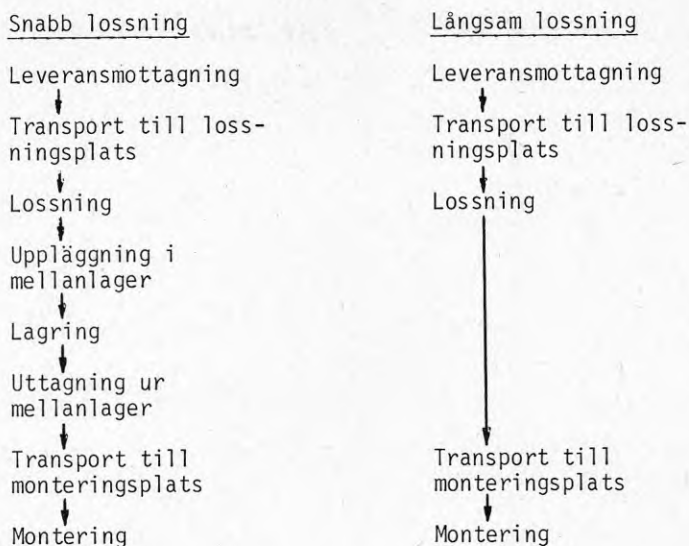 Snabb lossning
Leveransmottagning
Transport till loss-
ningsplats
Lossning
Uppläggning i
mellanlager
Lagring
Uttagning ur
mellanlager
Transport till
monteringsplats
Montering
Långsam lossning
Leveransmottagning
Transport till loss-
ningsplats
Lossning
Transport till
monteringsplats
Montering